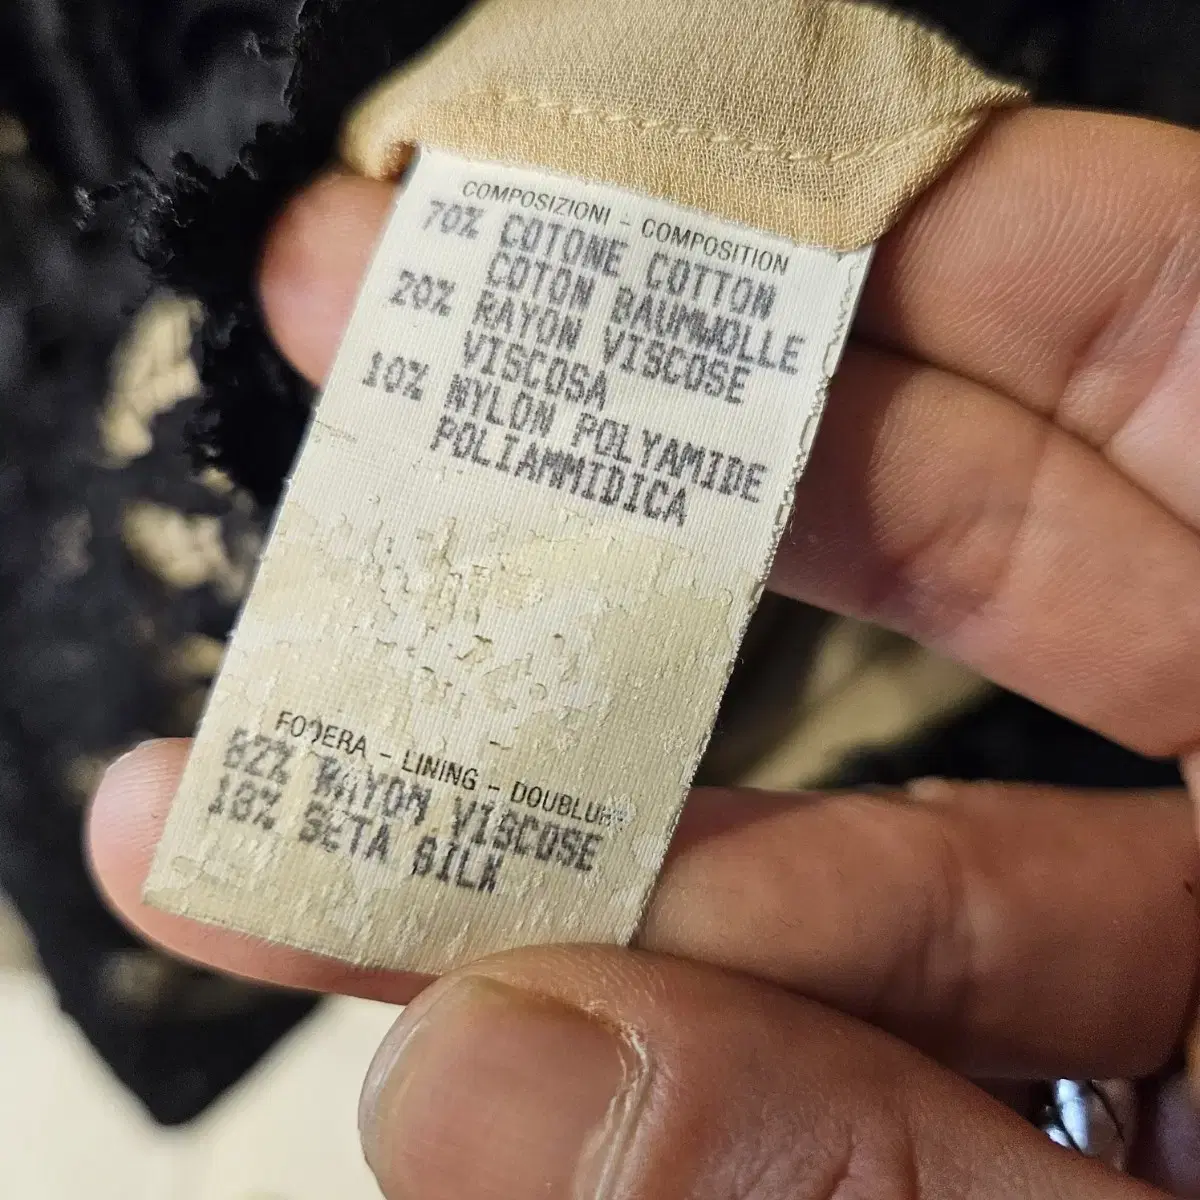 COMPOSIZIONI - COMPOSITION
70% COTONE COTTON
COTON BAUMWOLLE
20% RAYON VISCOSE
VISCOSA
10% NYLON POLYAMIDE
POLIAMMIDICA
FODERA - LINING - DOUBLURE
82% RAYON VISCOSE
18% SETA SILK